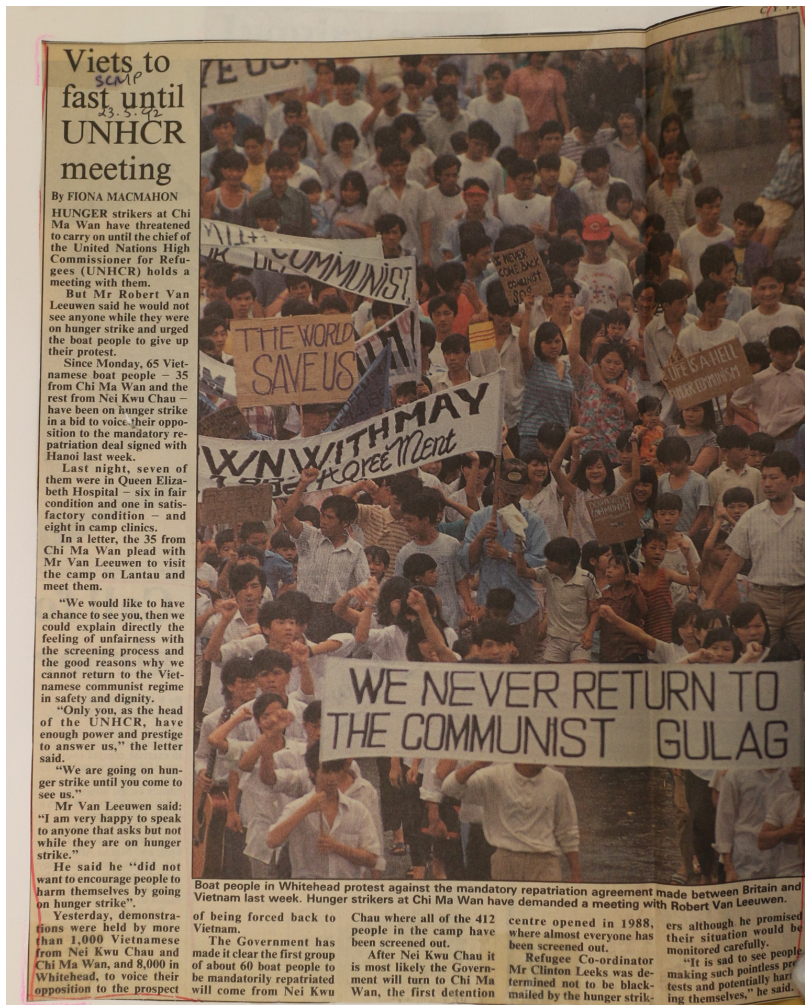 Viets to
SCMP
fast until
23.5.92
UNHCR
meeting
By FIONA MACMAHON
HUNGER strikers at Chi
Ma Wan have threatened
to carry on until the chief of
the United Nations High
Commissioner for Refu-
gees (UNHCR) holds a
meeting with them.
But Mr Robert Van
Leeuwen said he would not
see anyone while they were
on hunger strike and urged
the boat people to give up
their protest.
Since Monday, 65 Viet-
namese boat people – 35
from Chi Ma Wan and the
rest from Nei Kwu Chau –
have been on hunger strike
in a bid to voice their oppo-
sition to the mandatory re-
patriation deal signed with
Hanoi last week.
Last night, seven of
them were in Queen Eliza-
beth Hospital – six in fair
condition and one in satis-
factory condition – and
eight in camp clinics.
In a letter, the 35 from
Chi Ma Wan plead with
Mr Van Leeuwen to visit
the camp on Lantau and
meet them.
"We would like to have
a chance to see you, then we
could explain directly the
feeling of unfairness with
the screening process and
the good reasons why we
cannot return to the Viet-
namese communist regime
in safety and dignity.
"Only you, as the head
of the UNHCR, have
enough power and prestige
to answer us," the letter
said.
"We are going on hun-
ger strike until you come to
see us."
Mr Van Leeuwen said:
"I am very happy to speak
to anyone that asks but not
while they are on hunger
strike."
He said he "did not
want to encourage people to
harm themselves by going
on hunger strike".
Yesterday, demonstra-
tions were held by more
than 1,000 Vietnamese
from Nei Kwu Chau and
Chi Ma Wan, and 8,000 in
Whitehead, to voice their
opposition to the prospect
YE US
COMMUNIST
I NEVER
COME BACK
COMUNIST
SOS
THE WORLD
SAVE US
LIFE IS A HELL
WN WITH MAY
Agreement
WE NEVER RETURN TO
THE COMMUNIST GULAG
Boat people in Whitehead protest against the mandatory repatriation agreement made between Britain and
Vietnam last week. Hunger strikers at Chi Ma Wan have demanded a meeting with Robert Van Leeuwen.
of being forced back to
Vietnam.
The Government has
made it clear the first group
of about 60 boat people to
be mandatorily repatriated
will come from Nei Kwu
Chau where all of the 412
people in the camp have
been screened out.
After Nei Kwu Chau it
is most likely the Govern-
ment will turn to Chi Ma
Wan, the first detention
centre opened in 1988,
where almost everyone has
been screened out.
Refugee Co-ordinator
Mr Clinton Leeks was de-
termined not to be black-
mailed by the hunger strik-
ers although he promised
their situation would be
monitored carefully.
"It is sad to see people
making such pointless pro
tests and potentially har
ing themselves," he said.